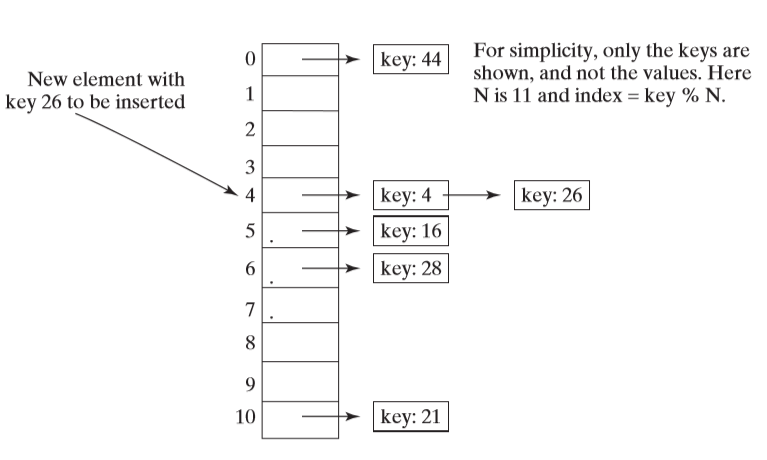 New element with
key 26 to be inserted
0
key: 44
For simplicity, only the keys are
shown, and not the values. Here
N is 11 and index = key % N.
1
2
3
4
key: 4
key: 26
5
key: 16
6
key: 28
7
8
9
10
key: 21